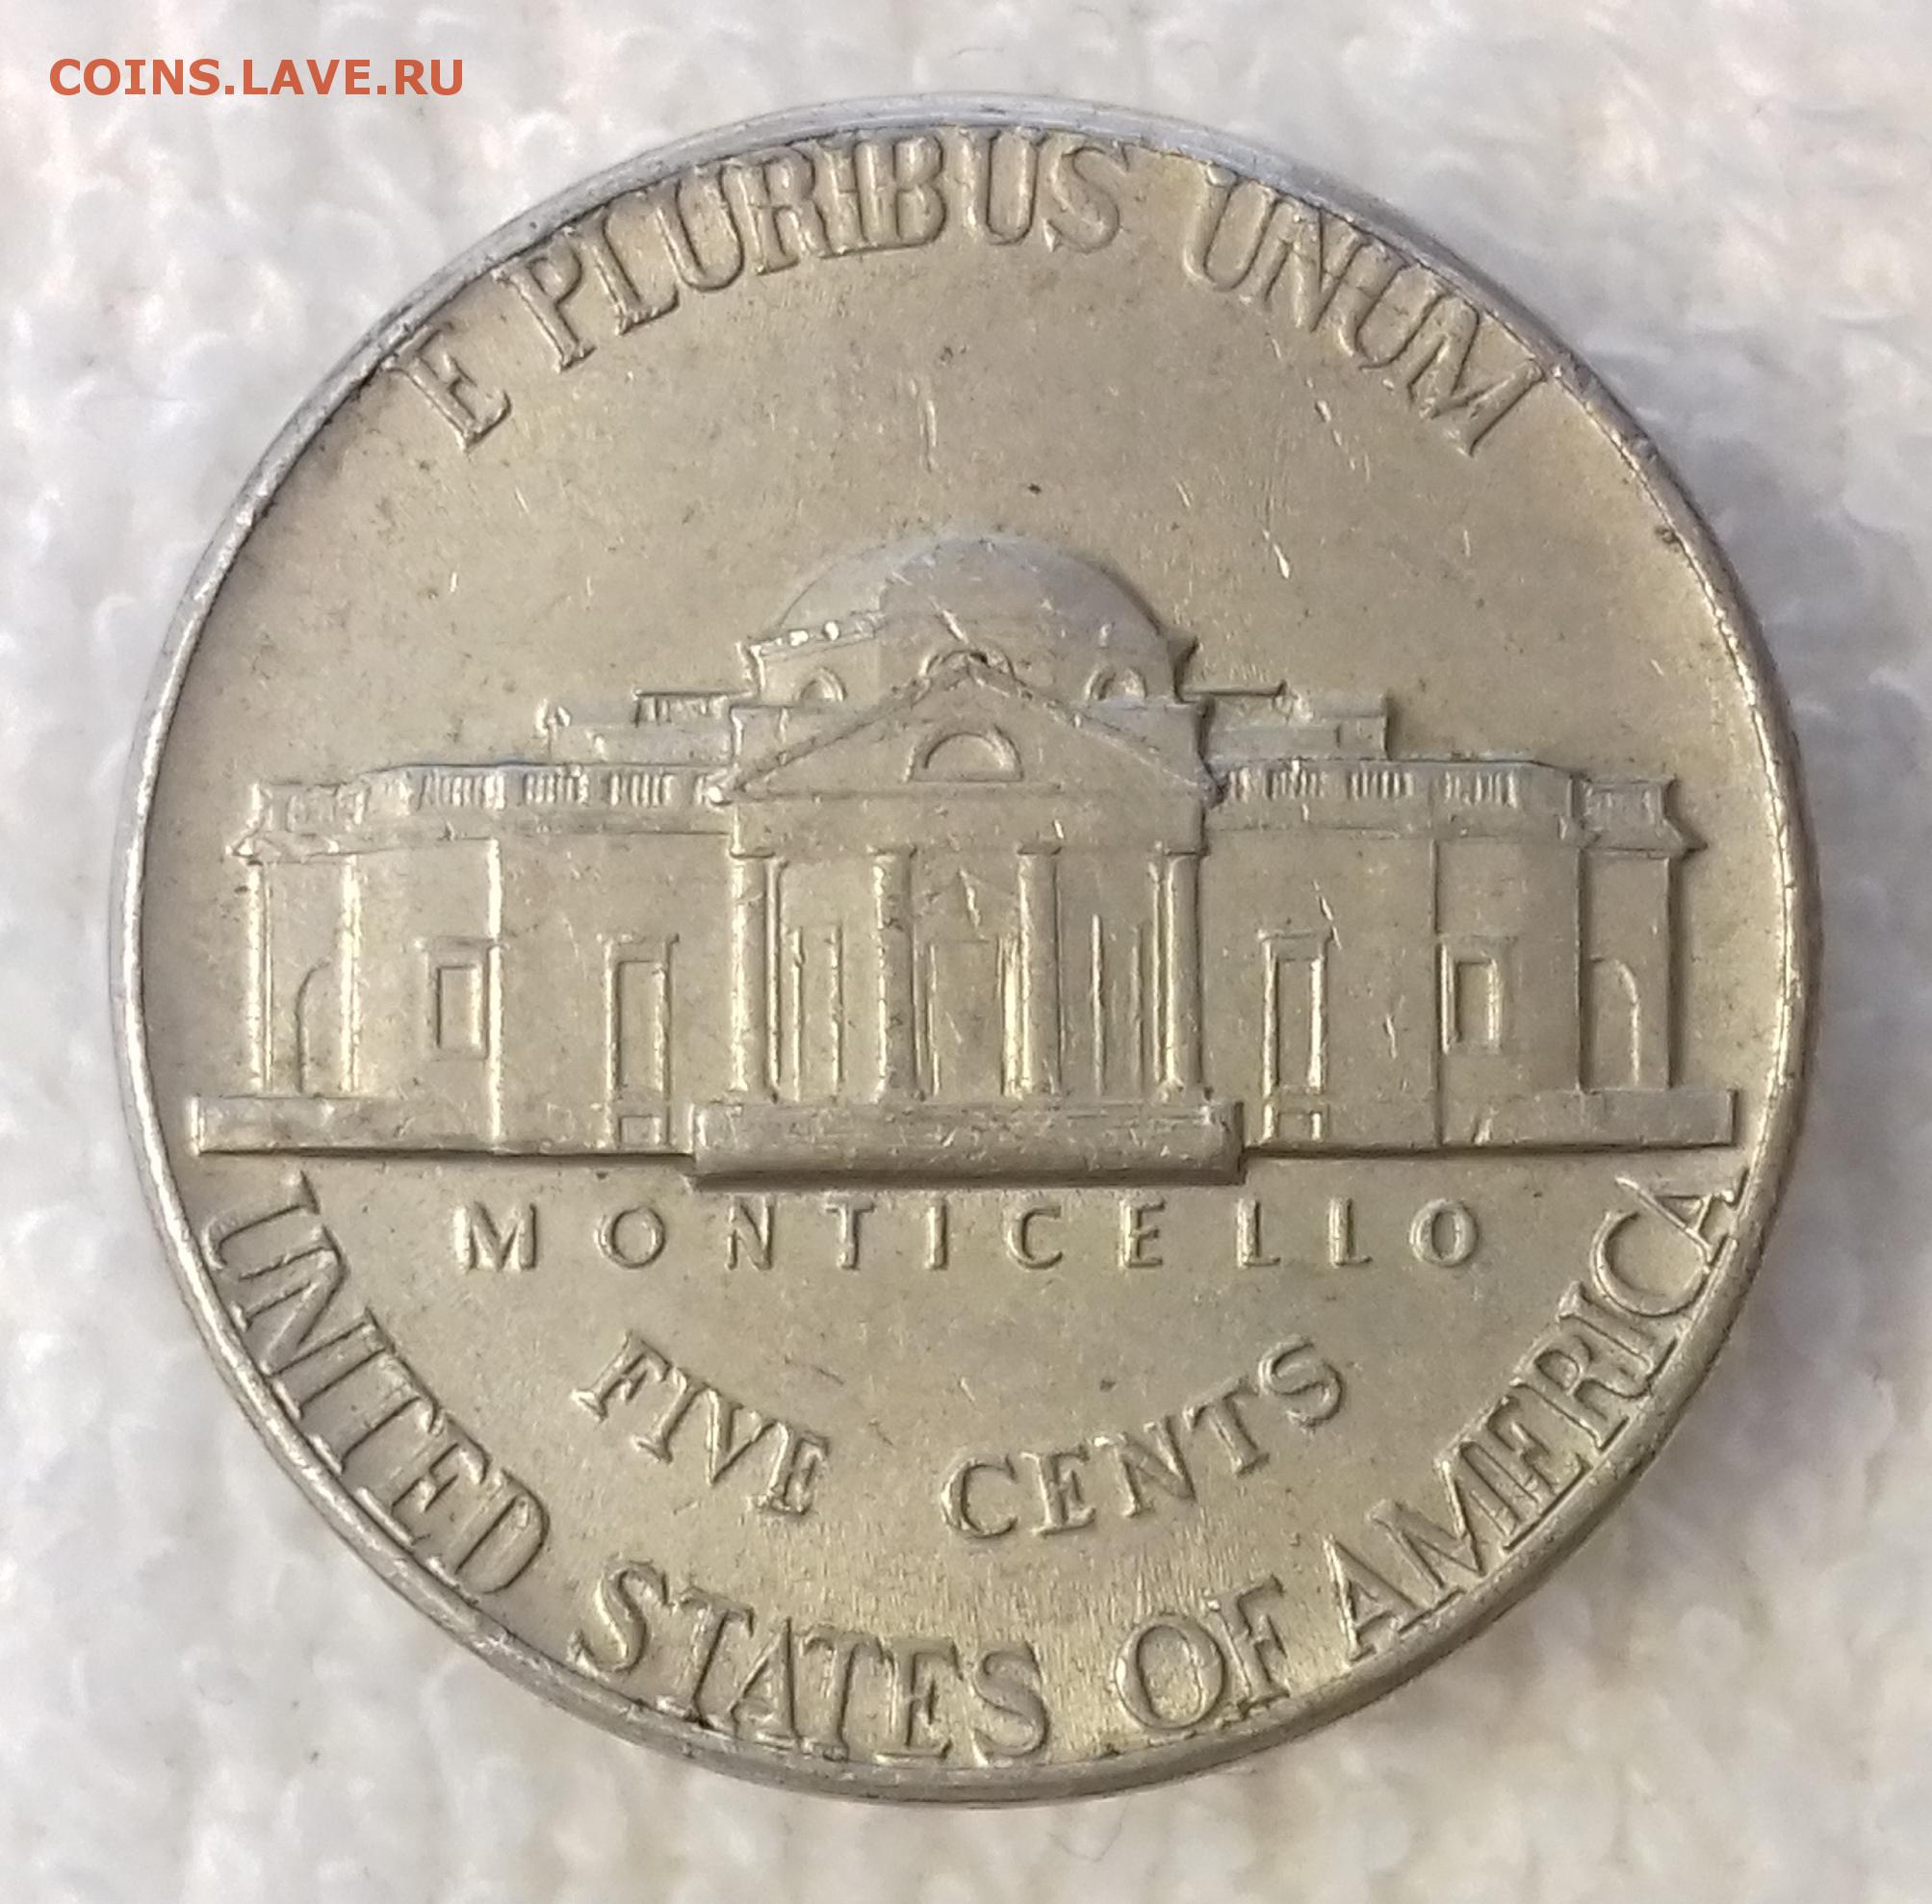 COINS.LAVE.RU
E PLURIBUS UNUM
MONTICELLO
FIVE CENTS
UNITED STATES OF AMERICA